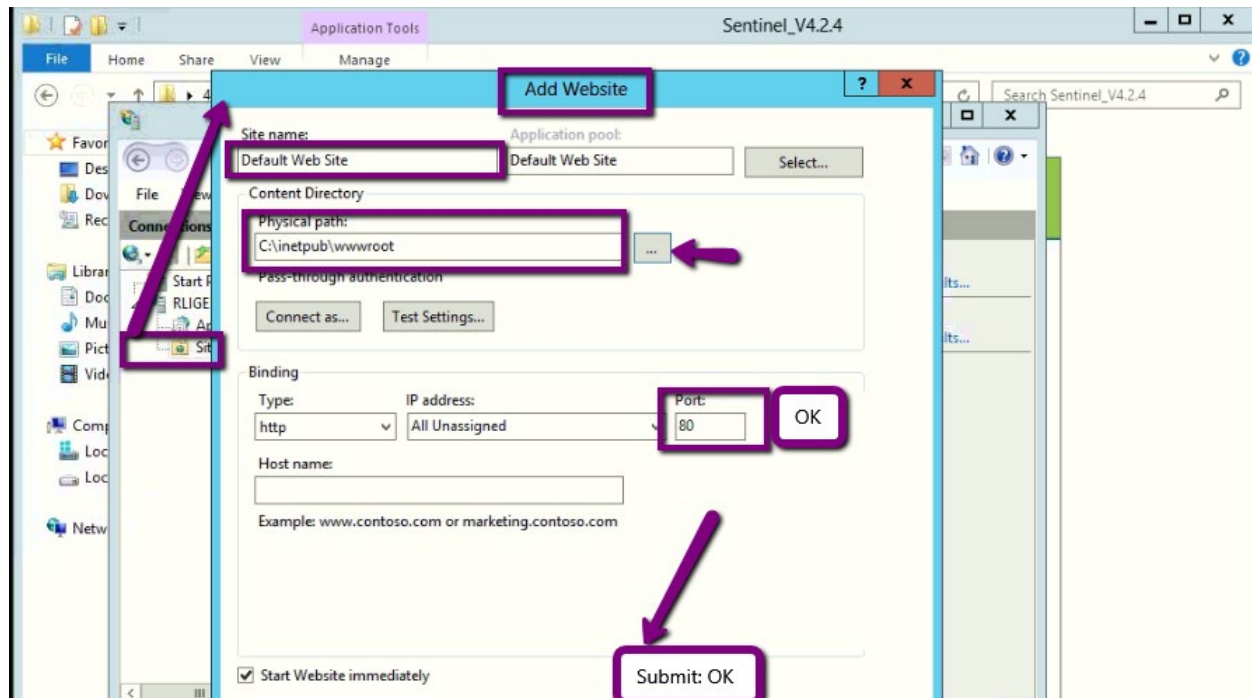 Application Tools
Sentinel_V4.2.4
File Home Share View Manage
Add Website
? x
Search Sentinel_V4.2.4
Site name:
Application pool:
Default Web Site
Default Web Site
Select...
Favor
Des
Dov
Rec
File
Content Directory
Connections
Physical path:
C:\inetpub\wwwroot
...
Librar
Doc
Mu
Pict
Vide
Start P
RLIGE
Ap
Sit
Pass-through authentication
Connect as...
Test Settings...
lts...
lts...
Binding
Type:
IP address:
Port:
http
All Unassigned
80
OK
Comp
Loc
Loc
Host name:
Netw
Example: www.contoso.com or marketing.contoso.com
Start Website immediately
Submit: OK